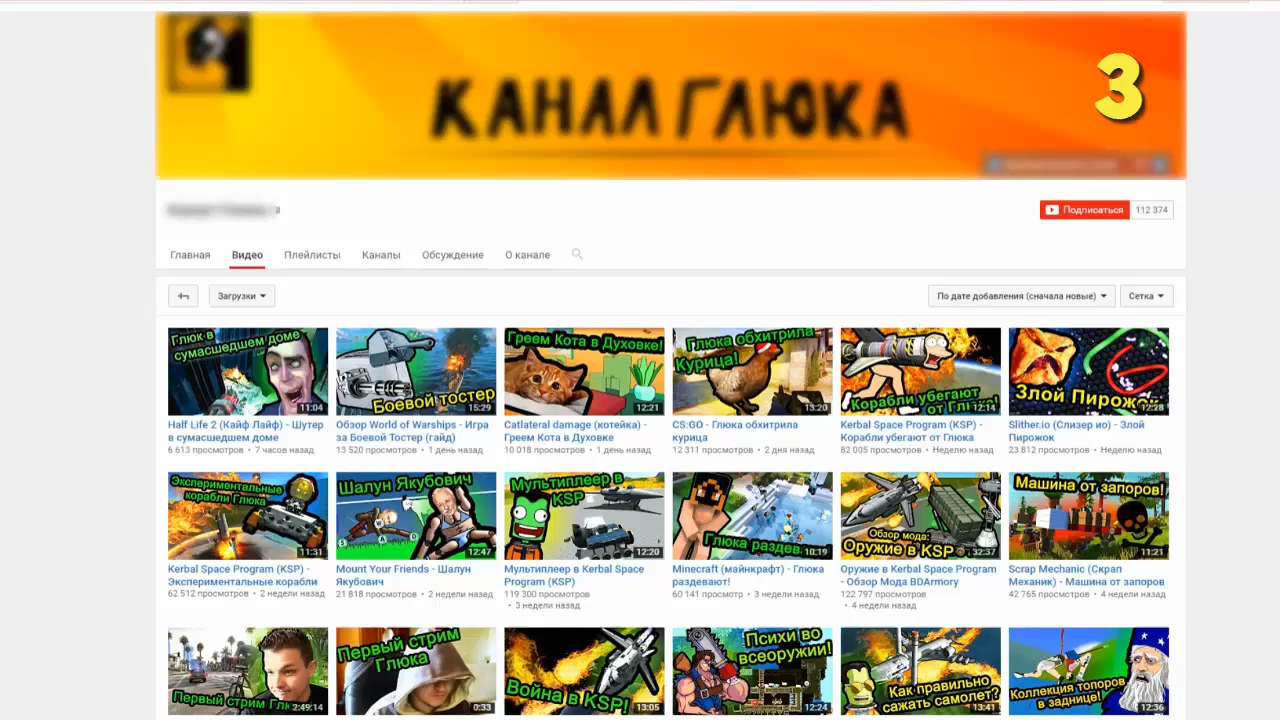 КАНАЛ ГЛЮКА
3
Подписаться 112 374
Главная Видео Плейлисты Каналы Обсуждение О канале
Загрузки По дате добавления (сначала новые) Сетка
Глюк в
сумасшедшем доме
11:04
Half Life 2 (Кайф Лайф) - Шутер
в сумасшедшем доме
6 613 просмотров • 7 часов назад
Боевой тостер
15:29
Обзор World of Warships - Игра
за Боевой Тостер (гайд)
13 520 просмотров • 1 день назад
Греем Кота в Духовке!
12:21
Catlateral damage (котейка) -
Греем Кота в Духовке
10 018 просмотров • 1 день назад
Глюка обхитрила
Курица!
13:20
CS:GO - Глюка обхитрила
курица
12 311 просмотров • 2 дня назад
Корабли убегают
от Глюка!
12:14
Kerbal Space Program (KSP) -
Корабли убегают от Глюка
82 005 просмотров • Неделю назад
Злой Пирожок
12:28
Slither.io (Слизер ио) - Злой
Пирожок
23 812 просмотров • Неделю назад
Экспериментальные
корабли Глюка
11:31
Kerbal Space Program (KSP) -
Экспериментальные корабли
62 512 просмотров • 2 недели назад
Шалун Якубович
12:47
Mount Your Friends - Шалун
Якубович
21 818 просмотров • 2 недели назад
Мультиплеер в
KSP
12:20
Мультиплеер в Kerbal Space
Program (KSP)
119 300 просмотров
• 3 недели назад
Глюка раздев
10:19
Minecraft (майнкрафт) - Глюка
раздевают!
60 141 просмотр • 3 недели назад
Обзор мода:
Оружие в KSP
32:37
Оружие в Kerbal Space Program
- Обзор Мода BDArmory
122 797 просмотров
• 4 недели назад
Машина от запоров!
11:21
Scrap Mechanic (Скрап
Механик) - Машина от запоров
42 765 просмотров • 4 недели назад
Первый стрим Глю
2:49:14
Первый стрим
Глюка
0:33
Война в KSP!
13:05
Психи во
всеоружии!
12:24
Как правильно
сажать самолет?
13:41
Коллекция топоров
в заднице!
12:36